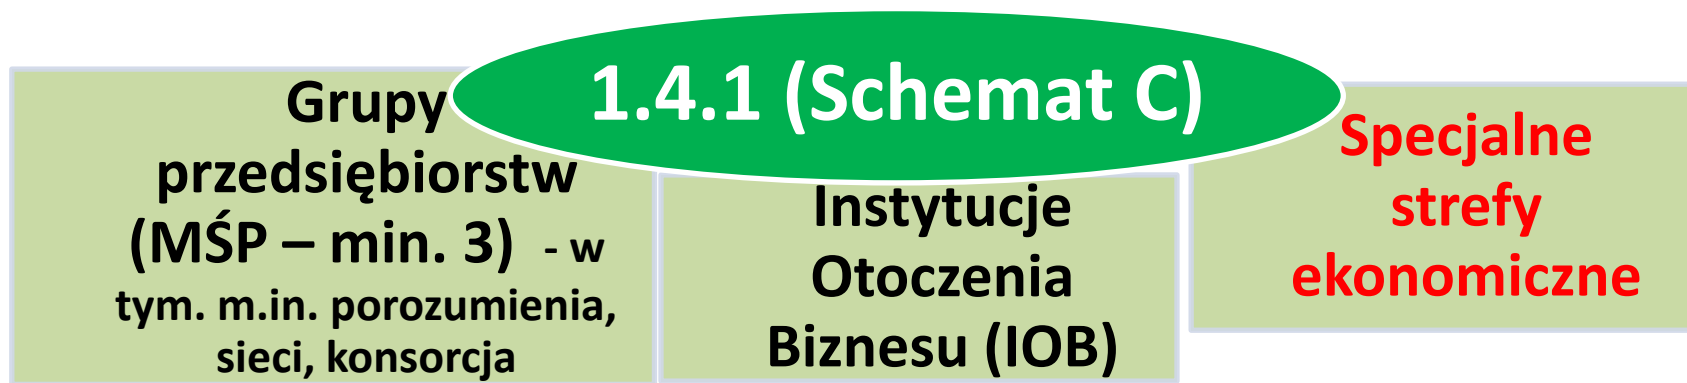 1.4.1 (Schemat C)
Grupy
przedsiębiorstw
(MŚP – min. 3) - w
tym. m.in. porozumienia,
sieci, konsorcja
Instytucje
Otoczenia
Biznesu (IOB)
Specjalne
strefy
ekonomiczne